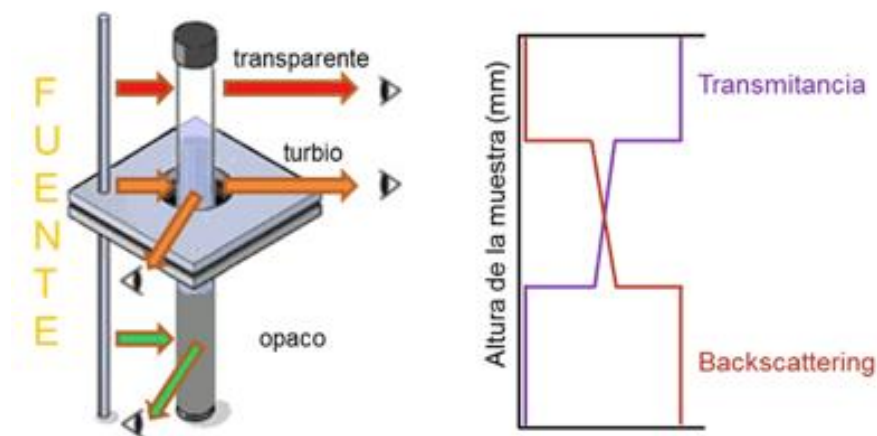 FUENTE
transparente
turbio
opaco
Altura de la muestra (mm)
Transmitancia
Backscattering